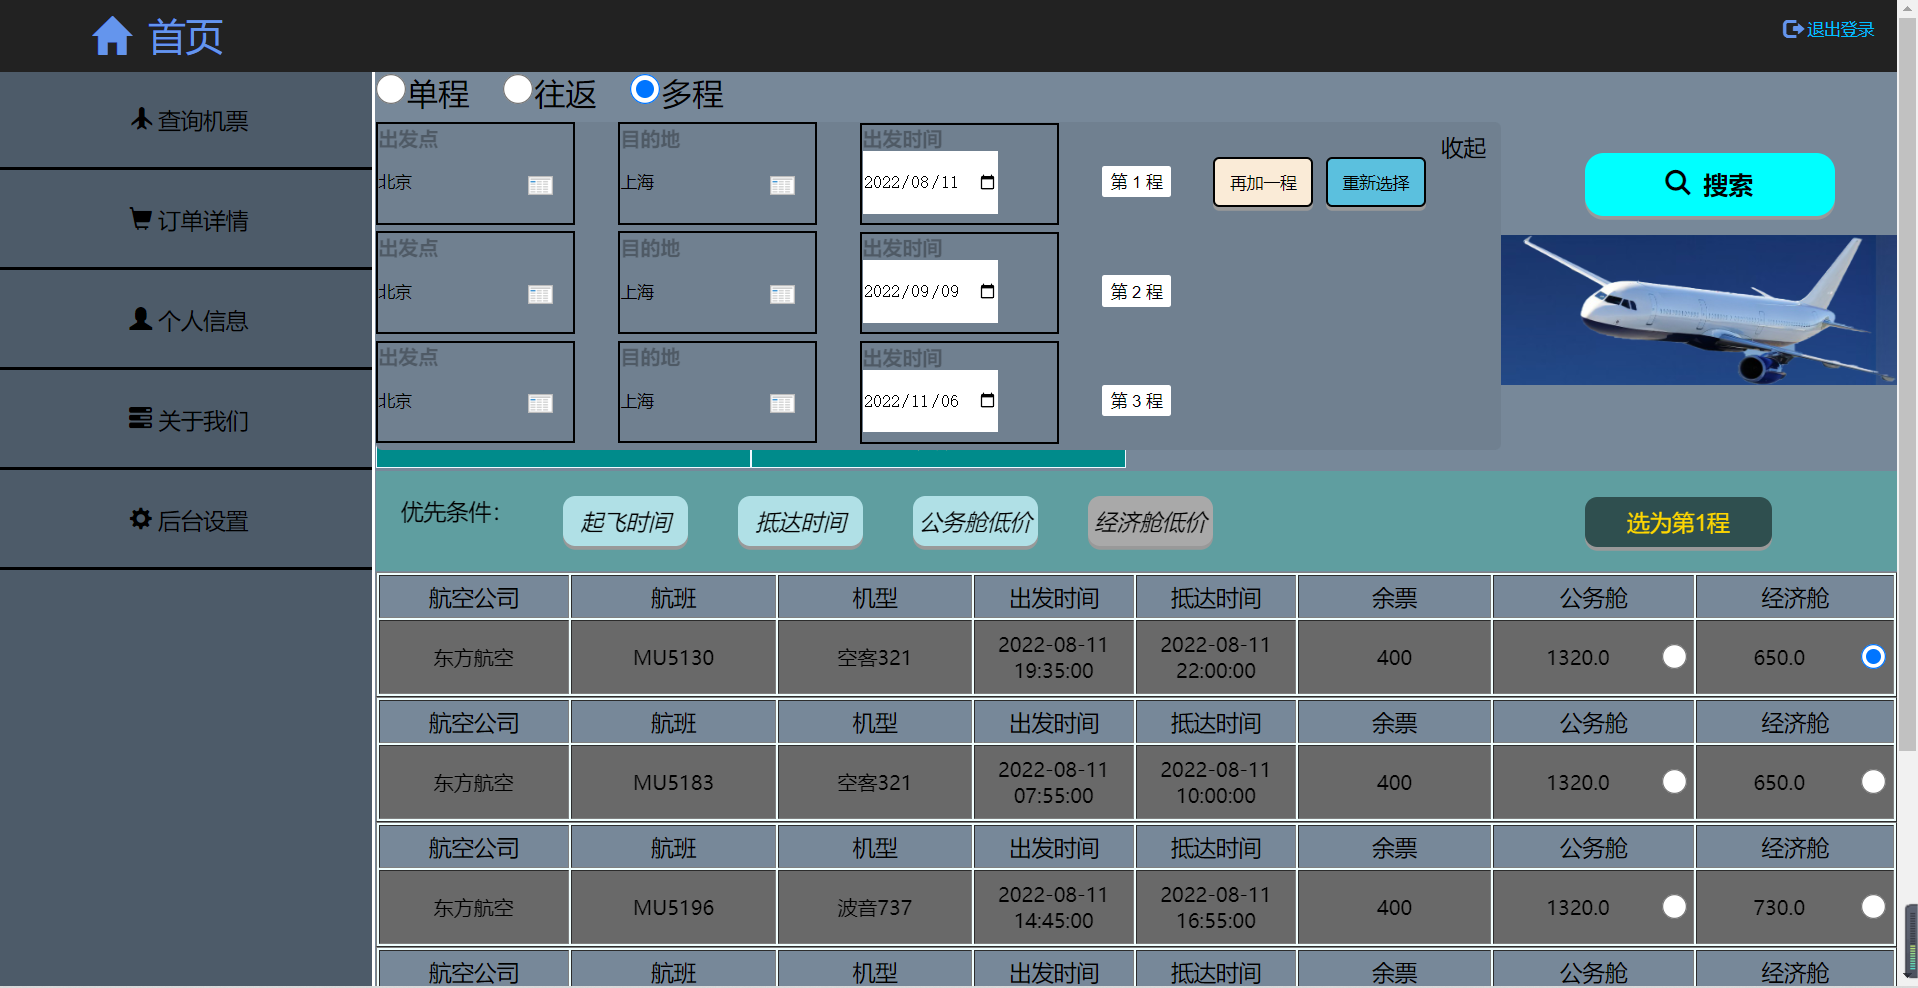 首页
退出登录
查询机票
订单详情
个人信息
关于我们
后台设置
单程 往返 多程
出发点 目的地 出发时间 收起
北京 上海 2022/08/11 第 1 程 再加一程 重新选择
搜索
出发点 目的地 出发时间
北京 上海 2022/09/09 第 2 程
出发点 目的地 出发时间
北京 上海 2022/11/06 第 3 程
优先条件： 起飞时间 抵达时间 公务舱低价 经济舱低价 选为第1程
航空公司 航班 机型 出发时间 抵达时间 余票 公务舱 经济舱
东方航空 MU5130 空客321 2022-08-11 19:35:00 2022-08-11 22:00:00 400 1320.0 650.0
航空公司 航班 机型 出发时间 抵达时间 余票 公务舱 经济舱
东方航空 MU5183 空客321 2022-08-11 07:55:00 2022-08-11 10:00:00 400 1320.0 650.0
航空公司 航班 机型 出发时间 抵达时间 余票 公务舱 经济舱
东方航空 MU5196 波音737 2022-08-11 14:45:00 2022-08-11 16:55:00 400 1320.0 730.0
航空公司 航班 机型 出发时间 抵达时间 余票 公务舱 经济舱